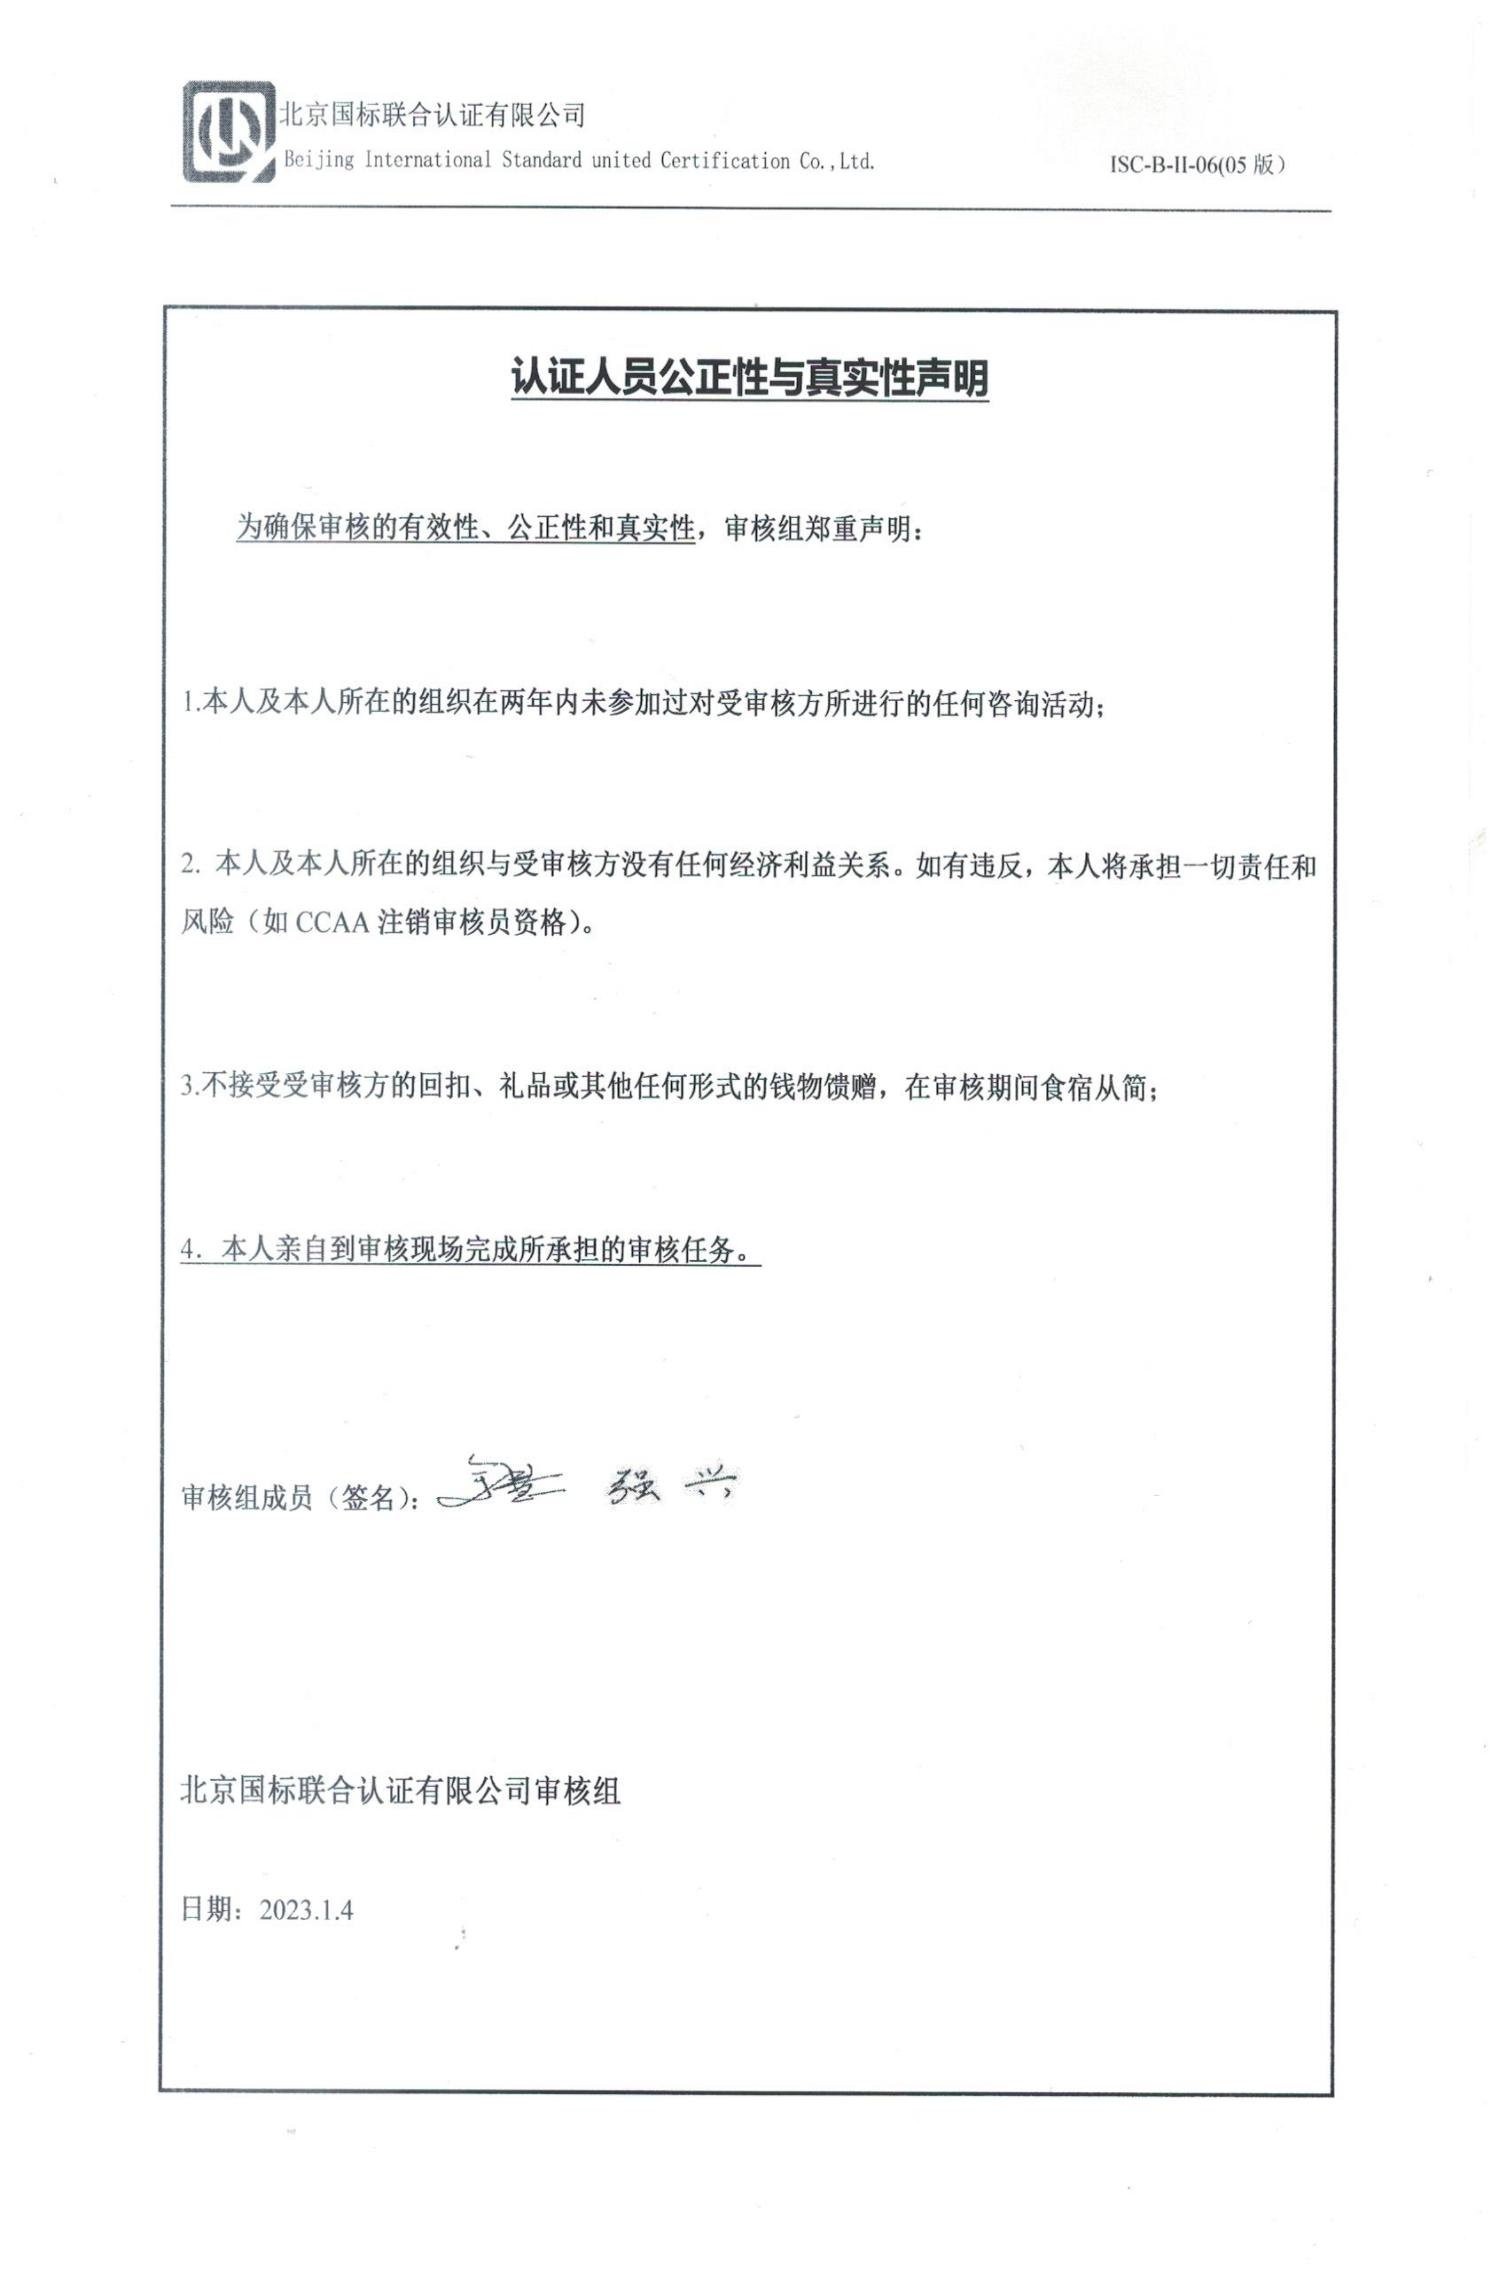 北京国标联合认证有限公司
Beijing International Standard united Certification Co.,Ltd.
ISC-B-II-06(05 版)
认证人员公正性与真实性声明
为确保审核的有效性、公正性和真实性，审核组郑重声明：
1.本人及本人所在的组织在两年内未参加过对受审核方所进行的任何咨询活动；
2. 本人及本人所在的组织与受审核方没有任何经济利益关系。如有违反，本人将承担一切责任和
风险（如 CCAA 注销审核员资格）。
3.不接受受审核方的回扣、礼品或其他任何形式的钱物馈赠，在审核期间食宿从简；
4. 本人亲自到审核现场完成所承担的审核任务。
审核组成员（签名）： 强兴
北京国标联合认证有限公司审核组
日期：2023.1.4